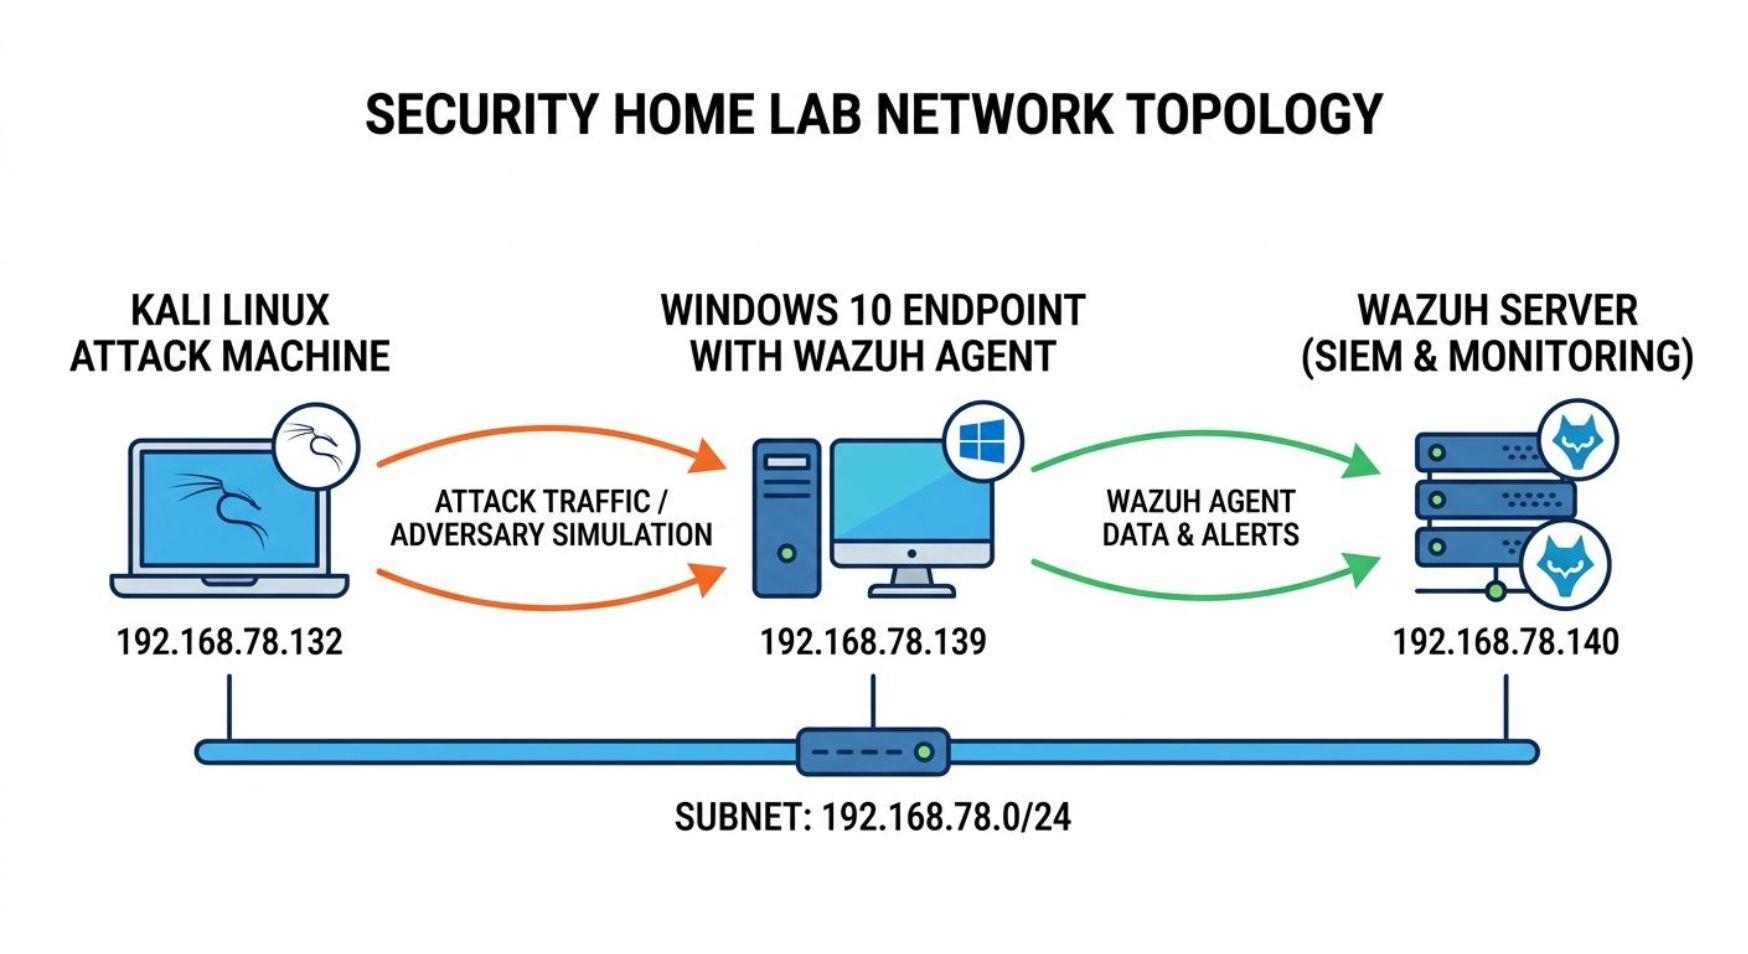 SECURITY HOME LAB NETWORK TOPOLOGY
KALI LINUX
ATTACK MACHINE
WINDOWS 10 ENDPOINT
WITH WAZUH AGENT
WAZUH SERVER
(SIEM & MONITORING)
ATTACK TRAFFIC /
ADVERSARY SIMULATION
WAZUH AGENT
DATA & ALERTS
192.168.78.132
192.168.78.139
192.168.78.140
SUBNET: 192.168.78.0/24